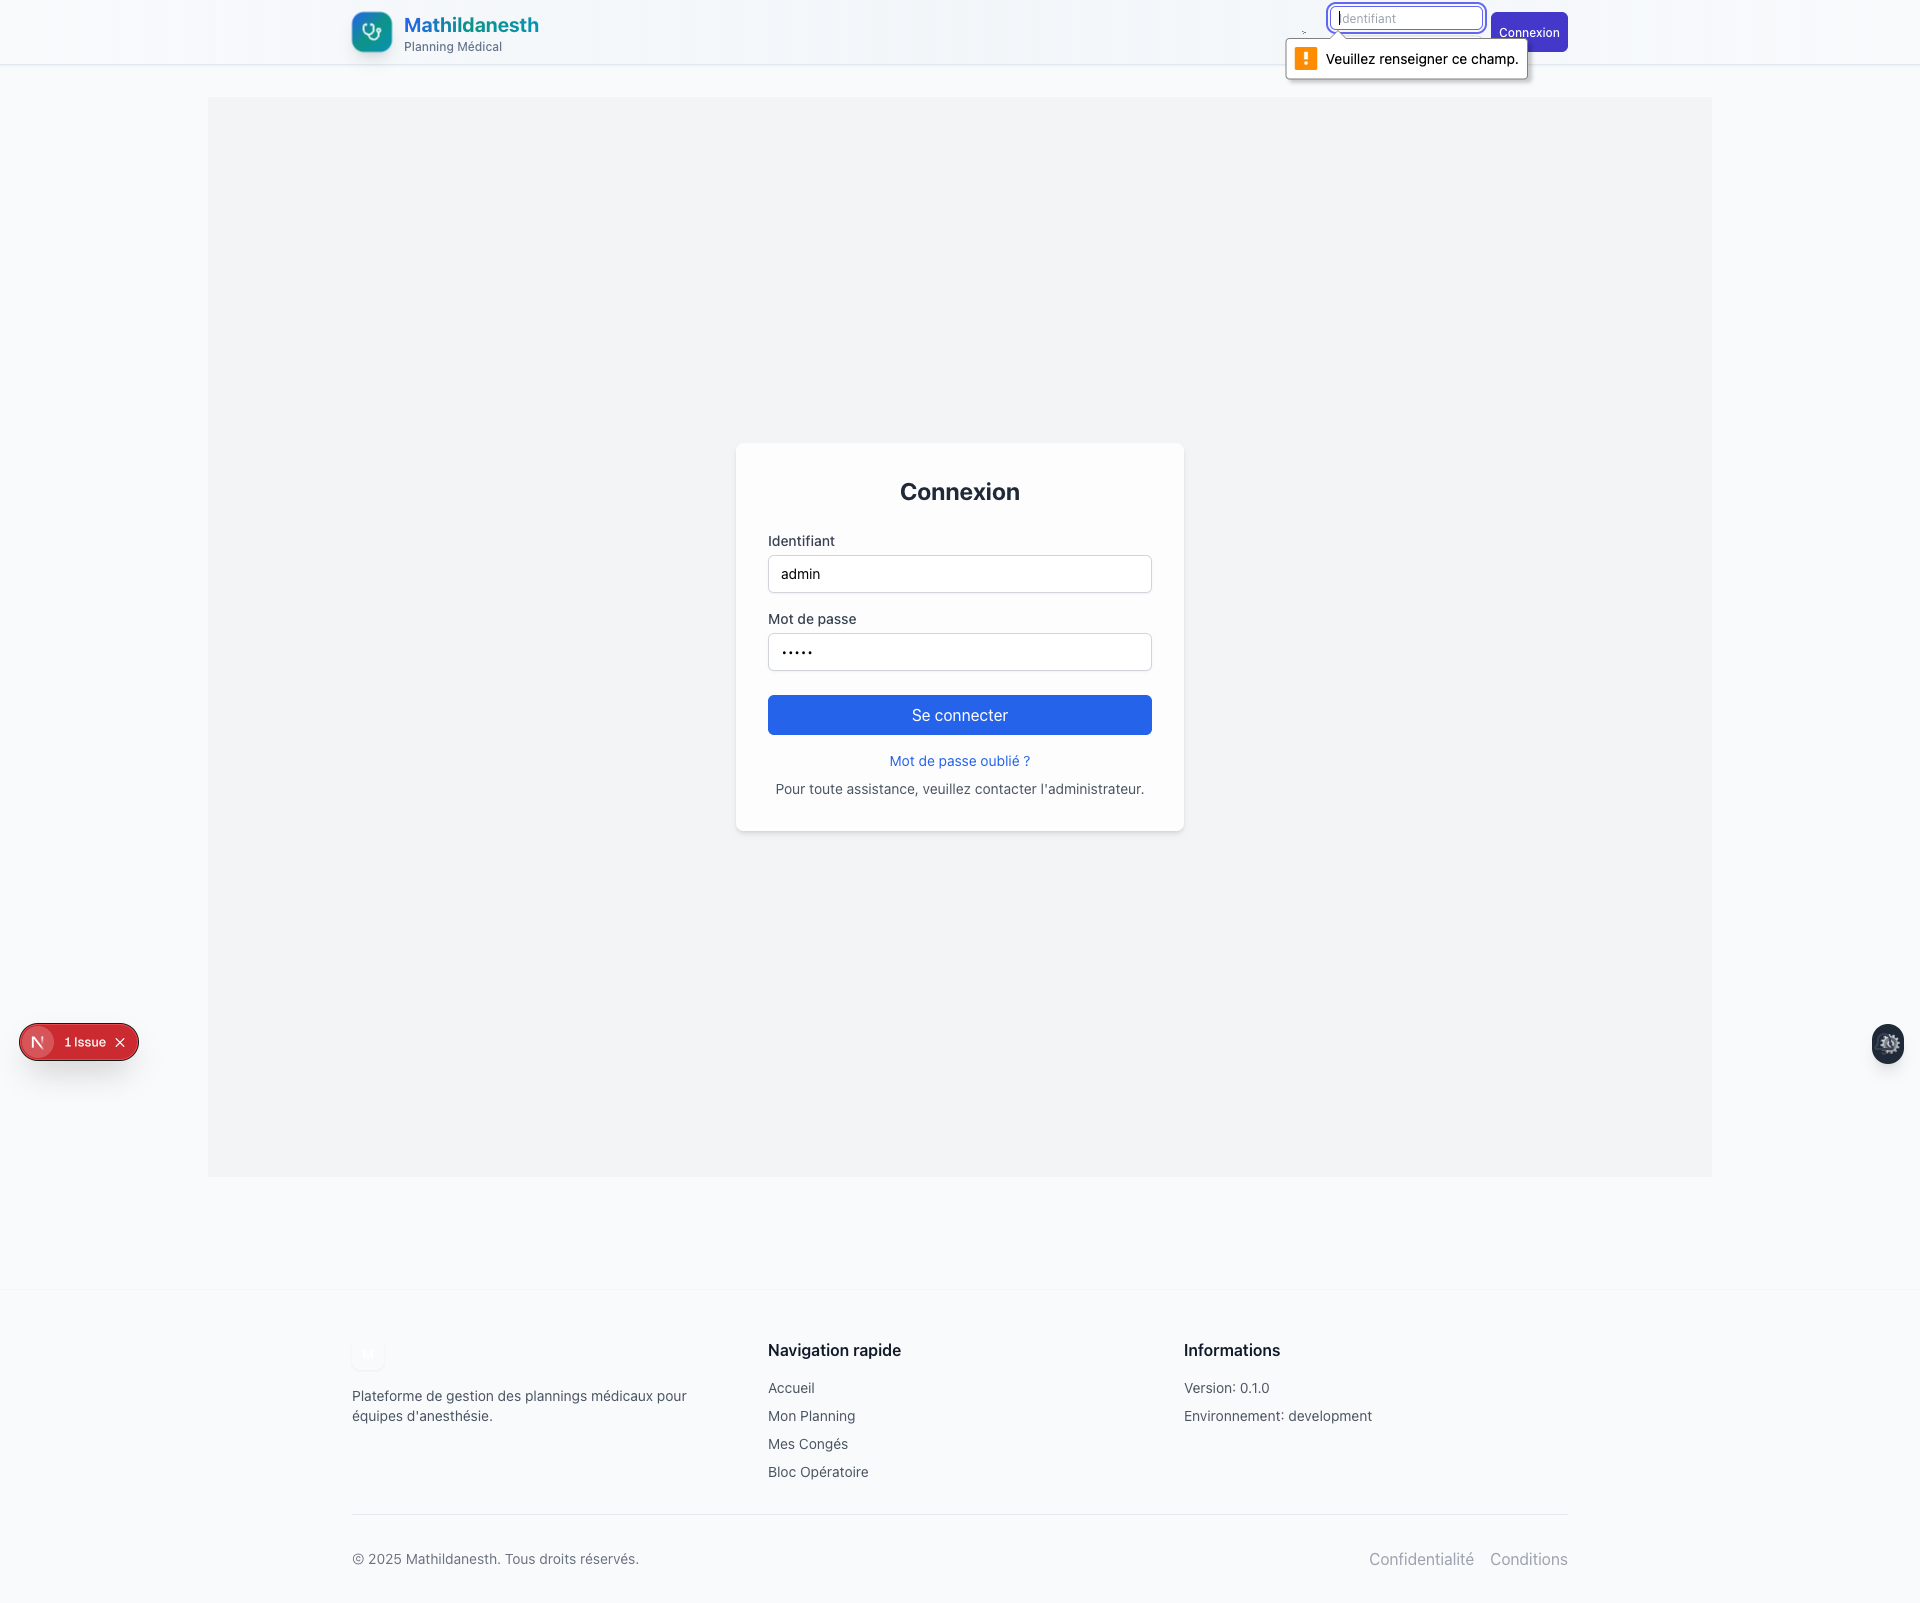 Mathildanesth
Planning Médical
Identifiant
Connexion
Veuillez renseigner ce champ.
Connexion
Identifiant
admin
Mot de passe
•••••
Se connecter
Mot de passe oublié ?
Pour toute assistance, veuillez contacter l'administrateur.
1 Issue
Navigation rapide
Informations
Plateforme de gestion des plannings médicaux pour
équipes d'anesthésie.
Accueil
Mon Planning
Mes Congés
Bloc Opératoire
Version: 0.1.0
Environnement: development
© 2025 Mathildanesth. Tous droits réservés.
Confidentialité
Conditions